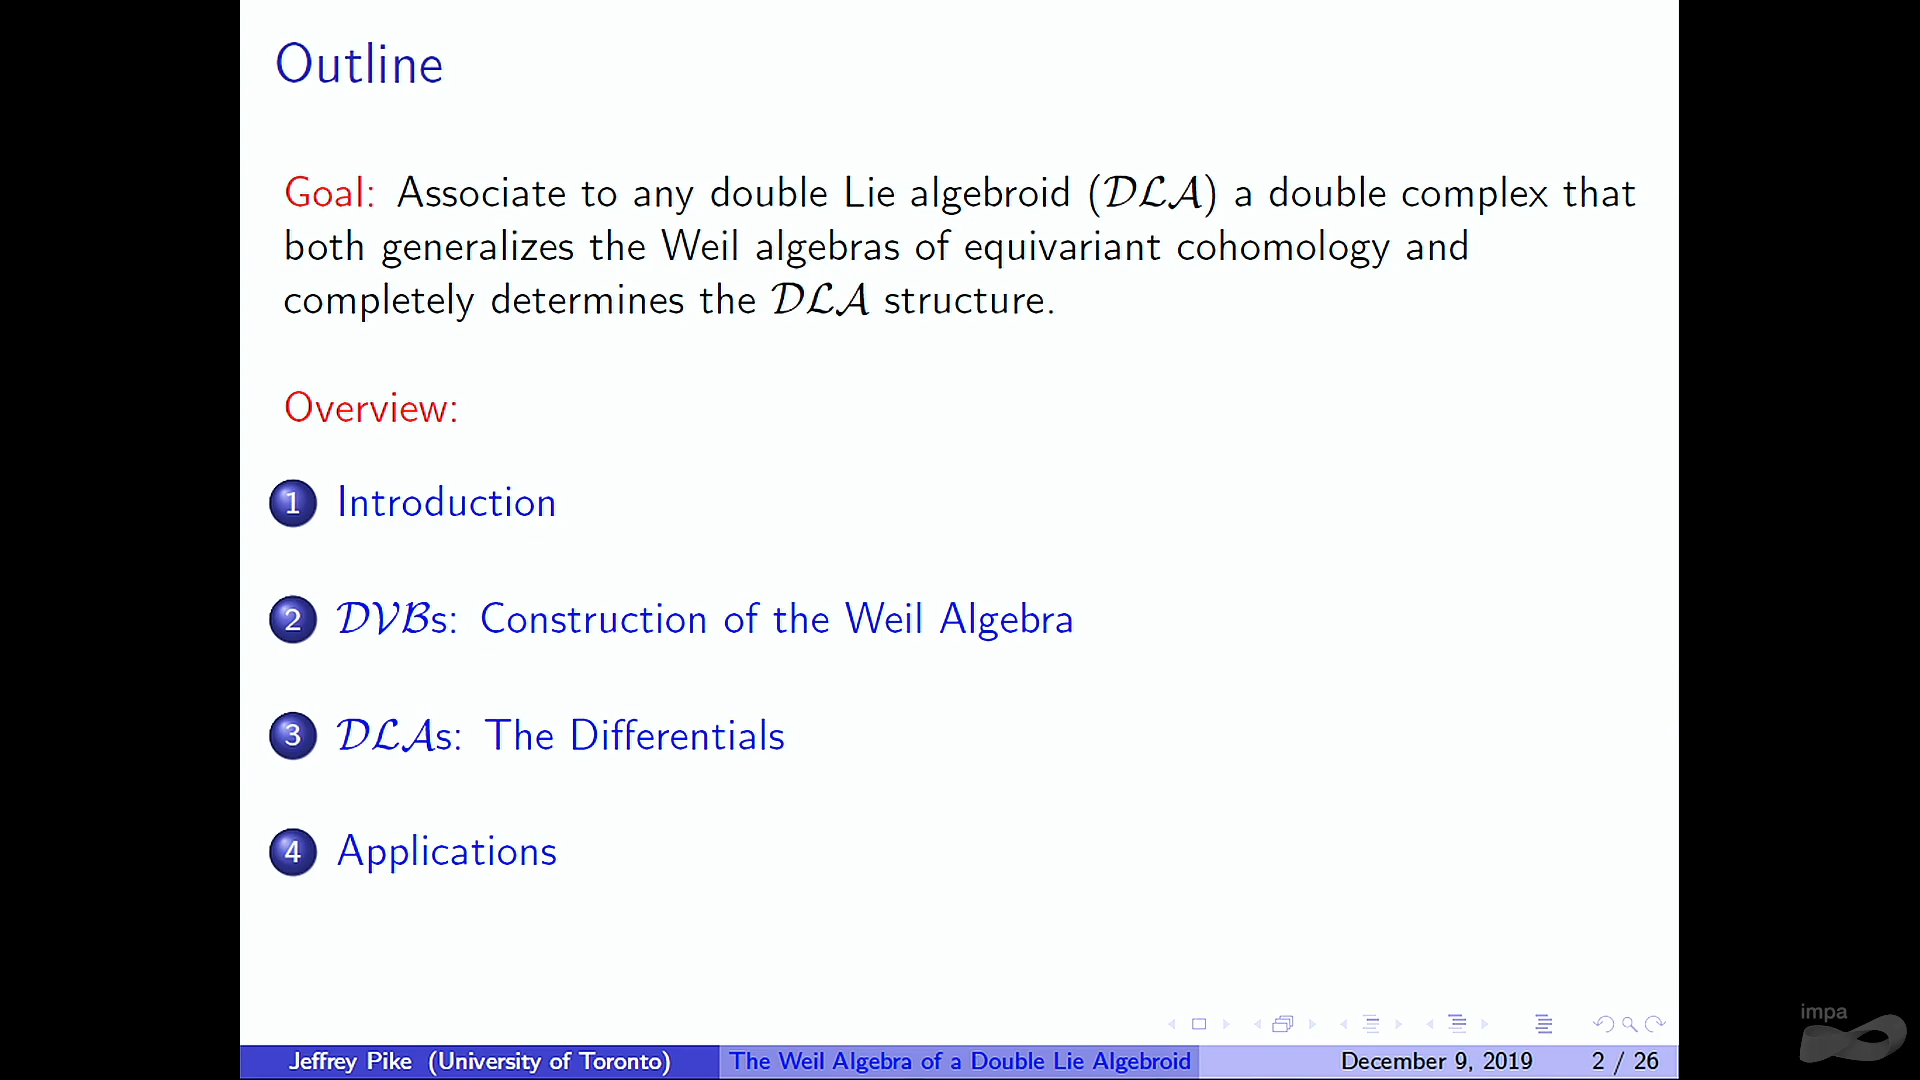 Outline
Goal: Associate to any double Lie algebroid (𝒟ℒ𝒜) a double complex that
both generalizes the Weil algebras of equivariant cohomology and
completely determines the 𝒟ℒ𝒜 structure.
Overview:
1 Introduction
2 𝒟𝒱ℬs: Construction of the Weil Algebra
3 𝒟ℒ𝒜s: The Differentials
4 Applications
impa
Jeffrey Pike (University of Toronto) The Weil Algebra of a Double Lie Algebroid December 9, 2019 2 / 26